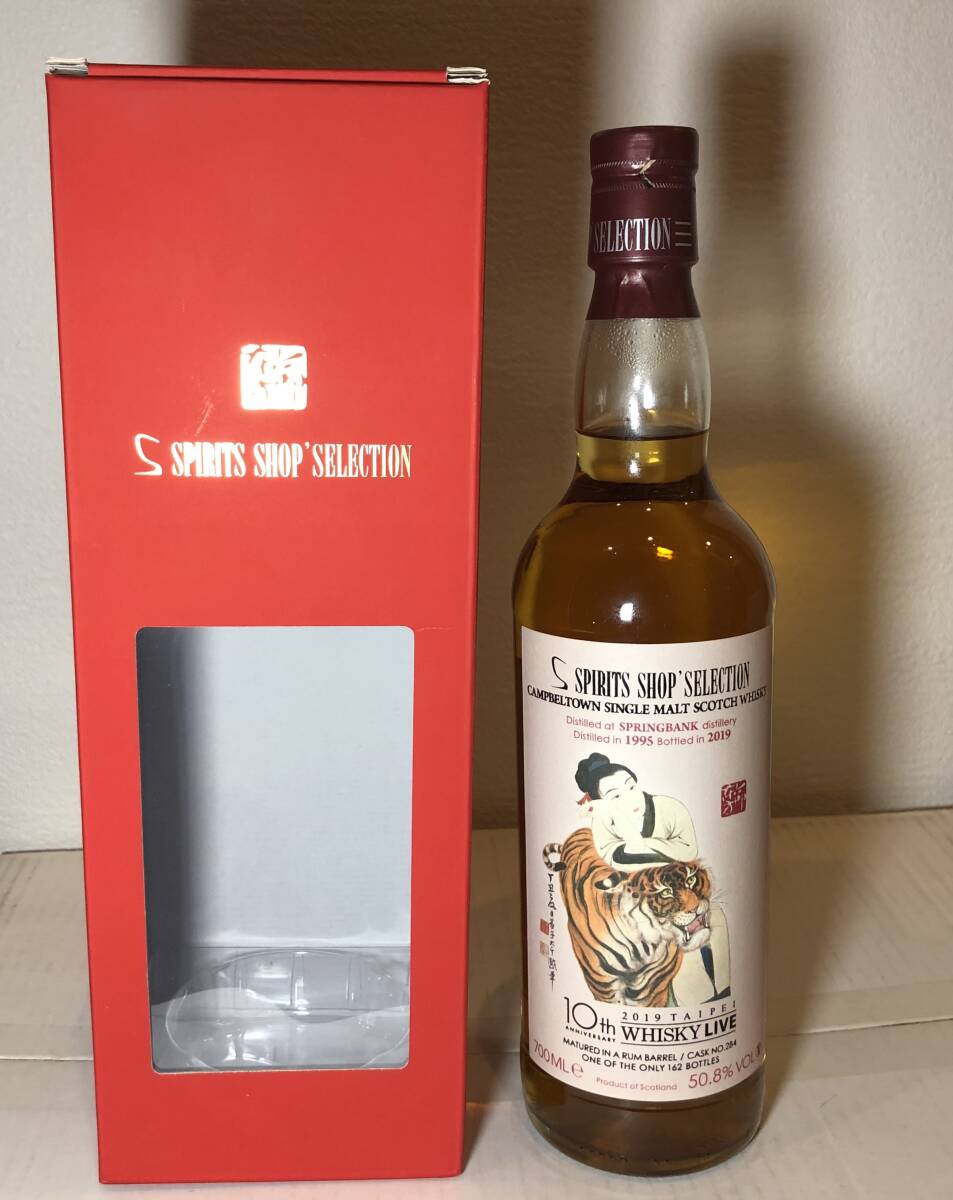 S SPIRITS SHOP' SELECTION
' SELECTION
S SPIRITS SHOP' SELECTION
CAMPBELTOWN SINGLE MALT SCOTCH WHISKY
Distilled at SPRINGBANK distillery
Distilled in 1995 Bottled in 2019
10th
ANNIVERSARY
2019 TAIPEI
WHISKY LIVE
MATURED IN A RUM BARREL / CASK NO.284
ONE OF THE ONLY 162 BOTTLES
700ML e
Product of Scotland
50.8% VOL